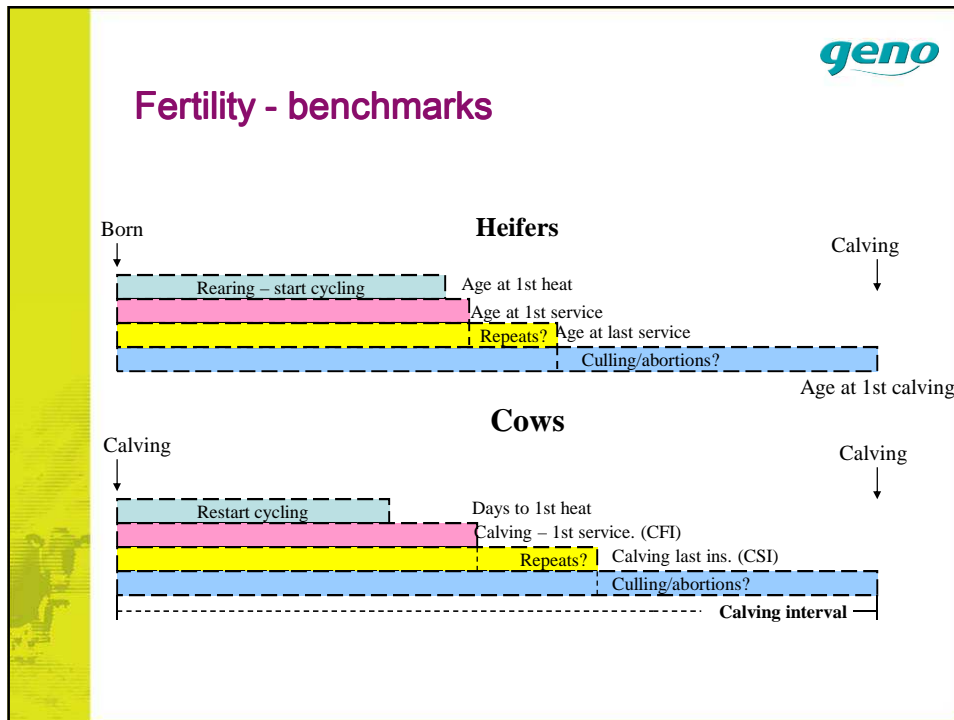 geno
Fertility - benchmarks
Heifers
Born
Calving
Rearing – start cycling
Age at 1st heat
Age at 1st service
Repeats?
Age at last service
Culling/abortions?
Age at 1st calving
Cows
Calving
Calving
Restart cycling
Days to 1st heat
Calving – 1st service. (CFI)
Repeats?
Calving last ins. (CSI)
Culling/abortions?
Calving interval